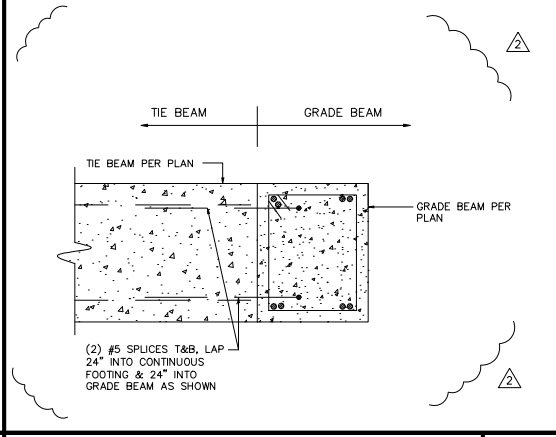 2
TIE BEAM
GRADE BEAM
TIE BEAM PER PLAN
GRADE BEAM PER
PLAN
(2) #5 SPLICES T&B, LAP
24" INTO CONTINUOUS
FOOTING & 24" INTO
GRADE BEAM AS SHOWN
2